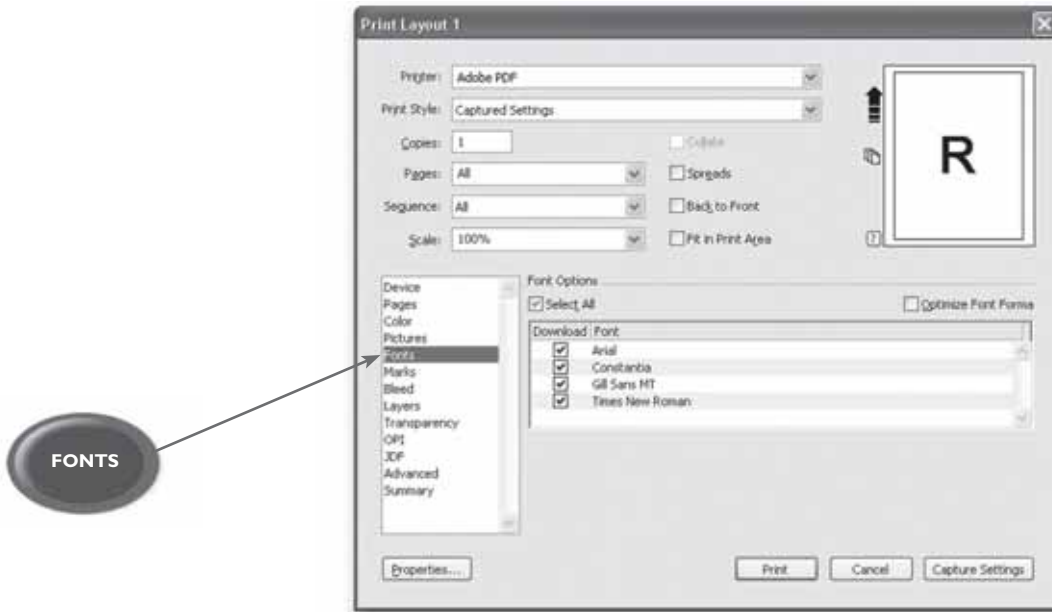 Print Layout 1
Printer: Adobe PDF
Print Style: Captured Settings
Copies: 1
Collate
Pages: All
Spreads
Sequence: All
Back to Front
Scale: 100%
Fit in Print Area
R
?
Device
Pages
Color
Pictures
Fonts
Marks
Bleed
Layers
Transparency
OPI
JDF
Advanced
Summary
Font Options
Select All
Optimize Font Forma
Download Font
Arial
Constantia
Gill Sans MT
Times New Roman
FONTS
Properties...
Print
Cancel
Capture Settings